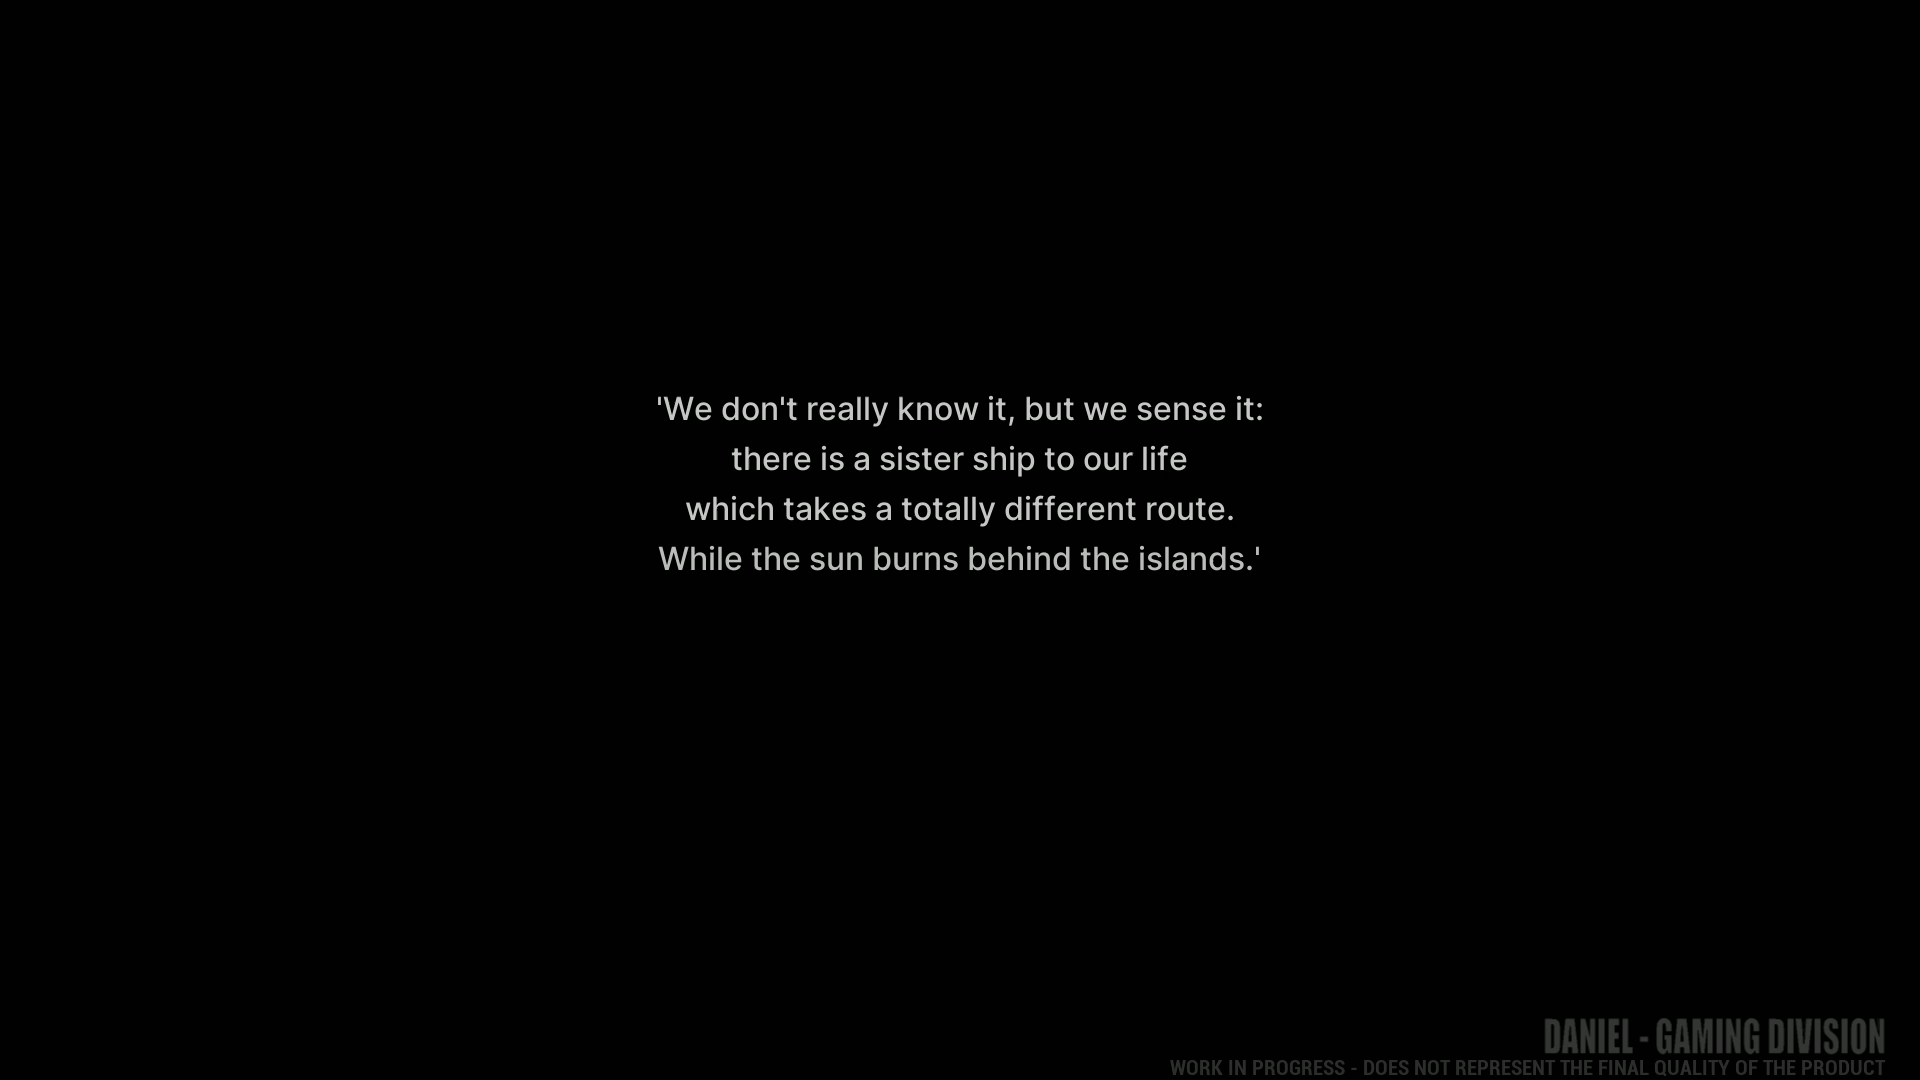 'We don't really know it, but we sense it:
there is a sister ship to our life
which takes a totally different route.
While the sun burns behind the islands.'
DANIEL - GAMING DIVISION
WORK IN PROGRESS - DOES NOT REPRESENT THE FINAL QUALITY OF THE PRODUCT